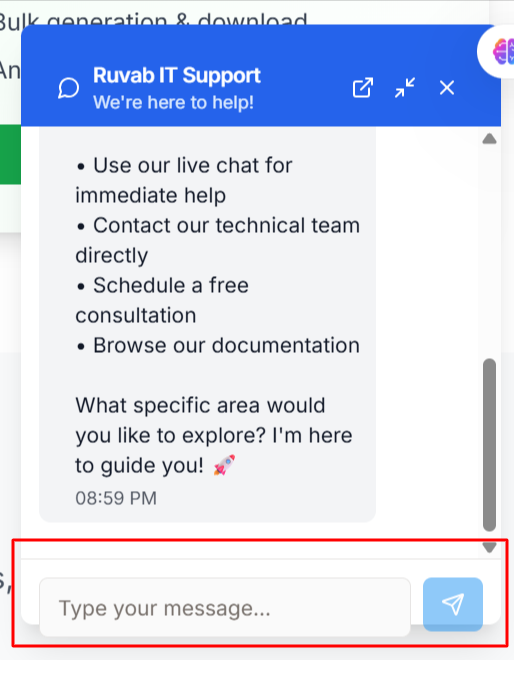 Bulk generation & download
An
Ruvab IT Support
We're here to help!
• Use our live chat for
immediate help
• Contact our technical team
directly
• Schedule a free
consultation
• Browse our documentation
What specific area would
you like to explore? I'm here
to guide you! 🚀
08:59 PM
s,
Type your message...